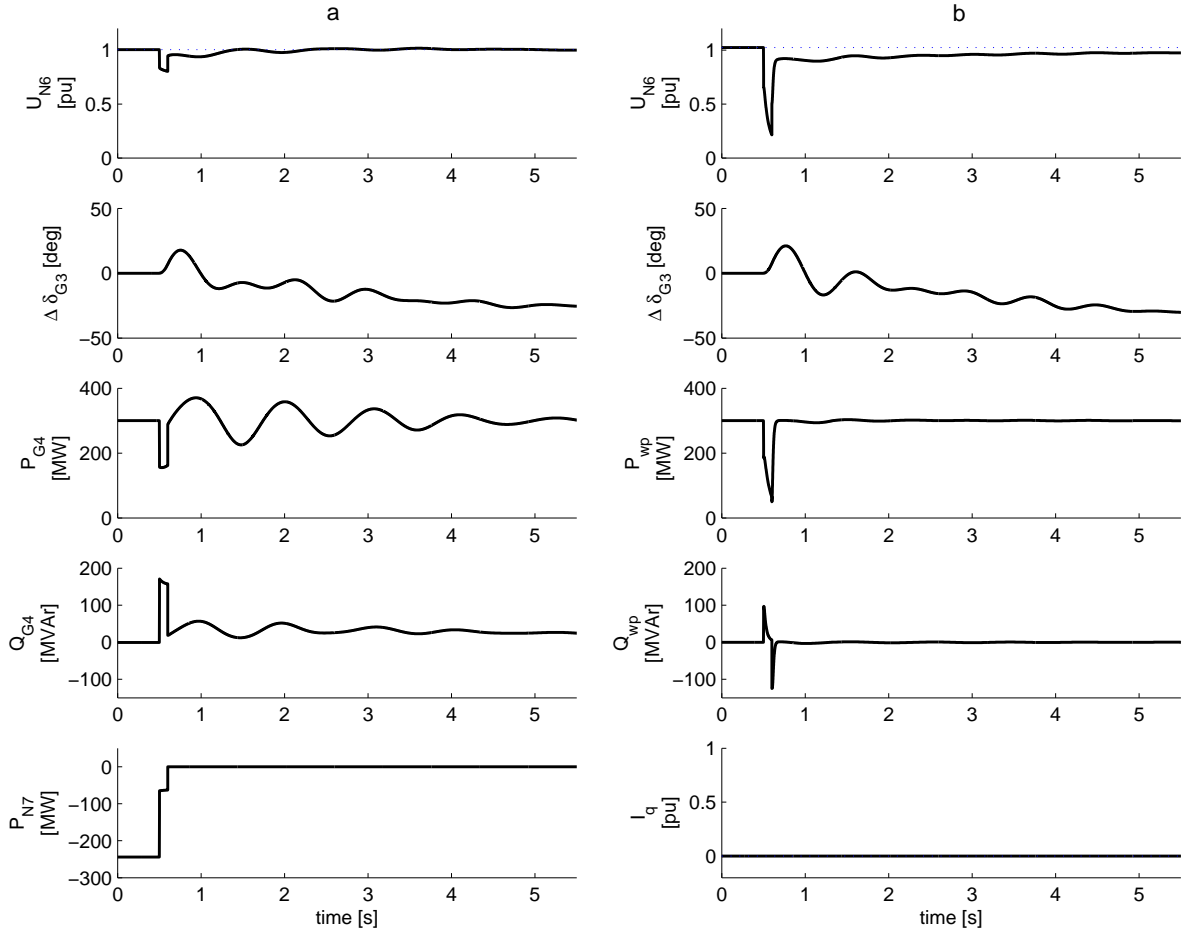 a
1
0.5
0
U_N6
[pu]
0 1 2 3 4 5
50
0
−50
Δ δ_G3 [deg]
0 1 2 3 4 5
400
200
0
P_G4
[MW]
0 1 2 3 4 5
200
100
0
−100
Q_G4
[MVAr]
0 1 2 3 4 5
0
−100
−200
−300
P_N7
[MW]
0 1 2 3 4 5
time [s]
b
1
0.5
0
U_N6
[pu]
0 1 2 3 4 5
50
0
−50
Δ δ_G3 [deg]
0 1 2 3 4 5
400
200
0
P_wp
[MW]
0 1 2 3 4 5
200
100
0
−100
Q_wp
[MVAr]
0 1 2 3 4 5
1
0.5
0
I_q
[pu]
0 1 2 3 4 5
time [s]